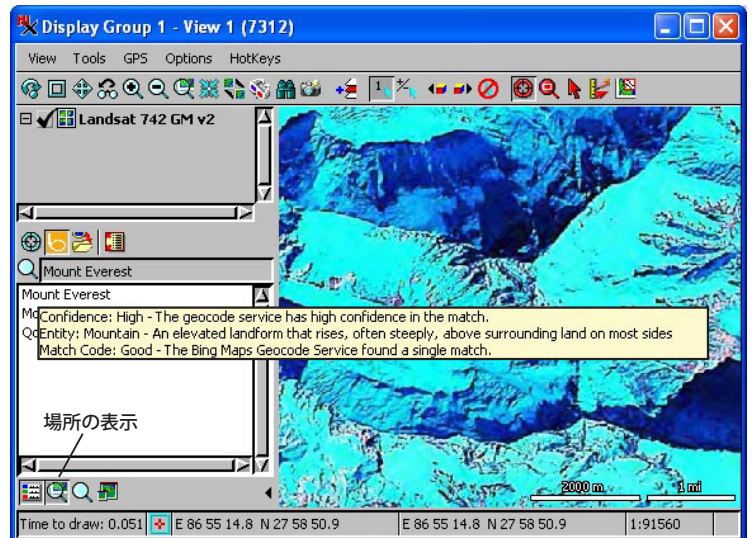 Display Group 1 - View 1 (7312)
View Tools GPS Options HotKeys
Landsat 742 GM v2
Mount Everest
Mount Everest
Confidence: High - The geocode service has high confidence in the match.
Entity: Mountain - An elevated landform that rises, often steeply, above surrounding land on most sides
Match Code: Good - The Bing Maps Geocode Service found a single match.
場所の表示
2000 m
1 mi
Time to draw: 0.051 E 86 55 14.8 N 27 58 50.9 E 86 55 14.8 N 27 58 50.9 1:91560